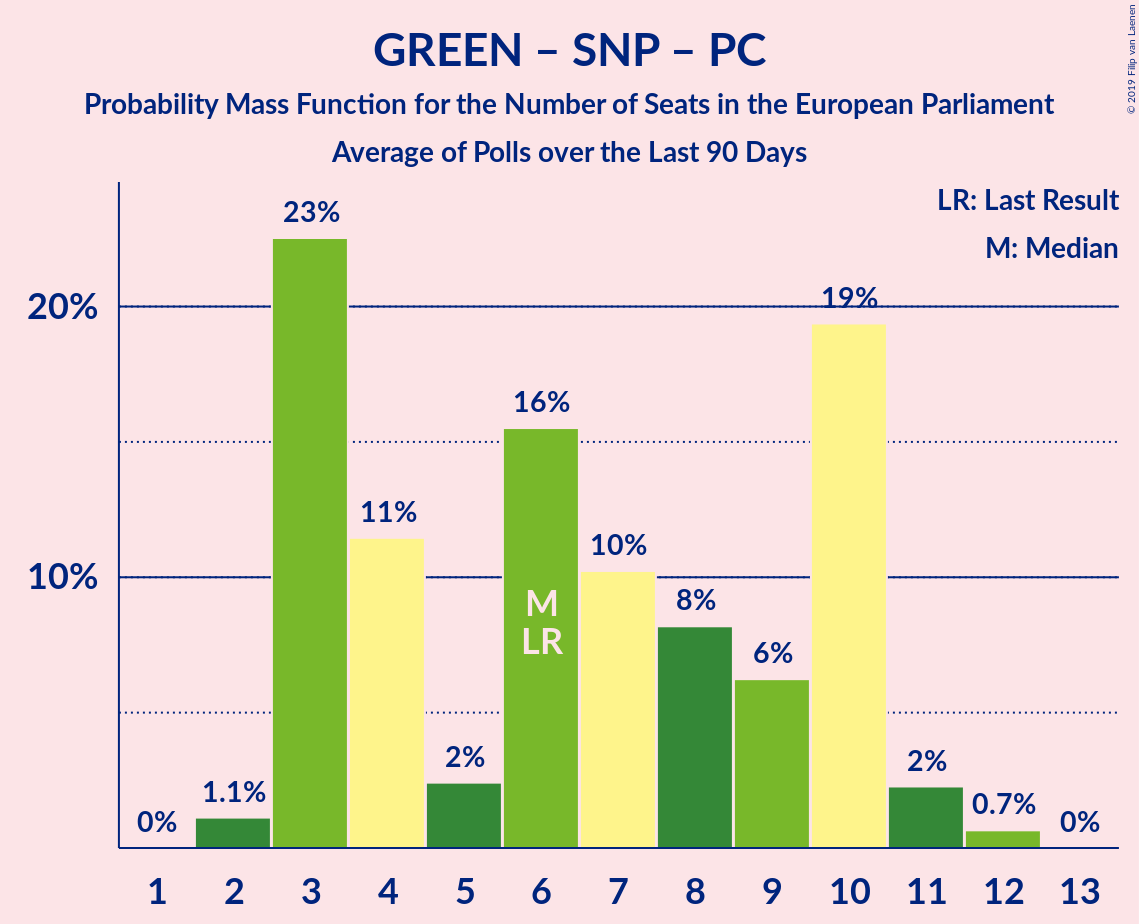 GREEN – SNP – PC
Probability Mass Function for the Number of Seats in the European Parliament
Average of Polls over the Last 90 Days
© 2019 Filip van Laenen
LR: Last Result
M: Median
20%
10%
0%
1.1%
23%
11%
2%
16%
10%
8%
6%
19%
2%
0.7%
0%
M
LR
1 2 3 4 5 6 7 8 9 10 11 12 13